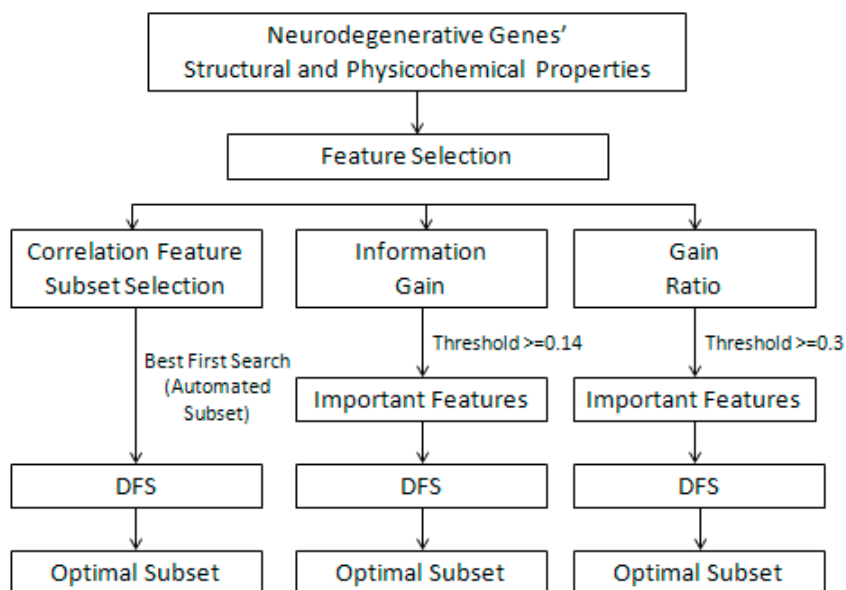 Neurodegenerative Genes'
Structural and Physicochemical Properties
Feature Selection
Correlation Feature
Subset Selection
Information
Gain
Gain
Ratio
Best First Search
(Automated
Subset)
Threshold >=0.14
Threshold >=0.3
Important Features
Important Features
DFS
DFS
DFS
Optimal Subset
Optimal Subset
Optimal Subset